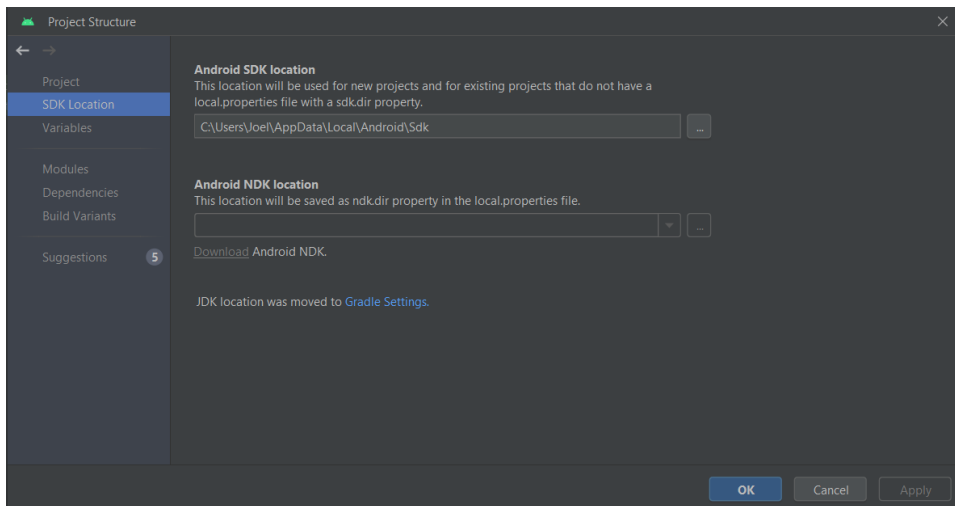 Project Structure
Project
SDK Location
Variables
Modules
Dependencies
Build Variants
Suggestions 5
Android SDK location
This location will be used for new projects and for existing projects that do not have a
local.properties file with a sdk.dir property.
C:\Users\Joel\AppData\Local\Android\Sdk
...
Android NDK location
This location will be saved as ndk.dir property in the local.properties file.
...
Download Android NDK.
JDK location was moved to Gradle Settings.
OK Cancel Apply